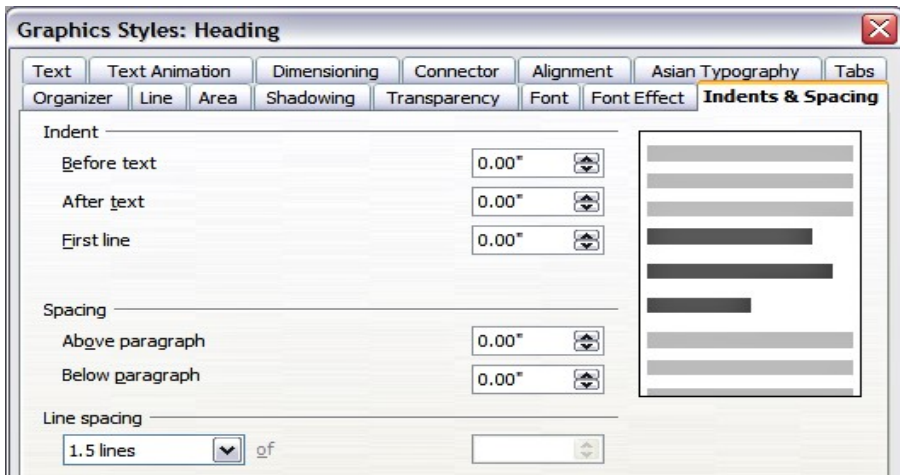 Graphics Styles: Heading
Text Text Animation Dimensioning Connector Alignment Asian Typography Tabs
Organizer Line Area Shadowing Transparency Font Font Effect Indents & Spacing
Indent
Before text 0.00"
After text 0.00"
First line 0.00"
Spacing
Above paragraph 0.00"
Below paragraph 0.00"
Line spacing
1.5 lines of